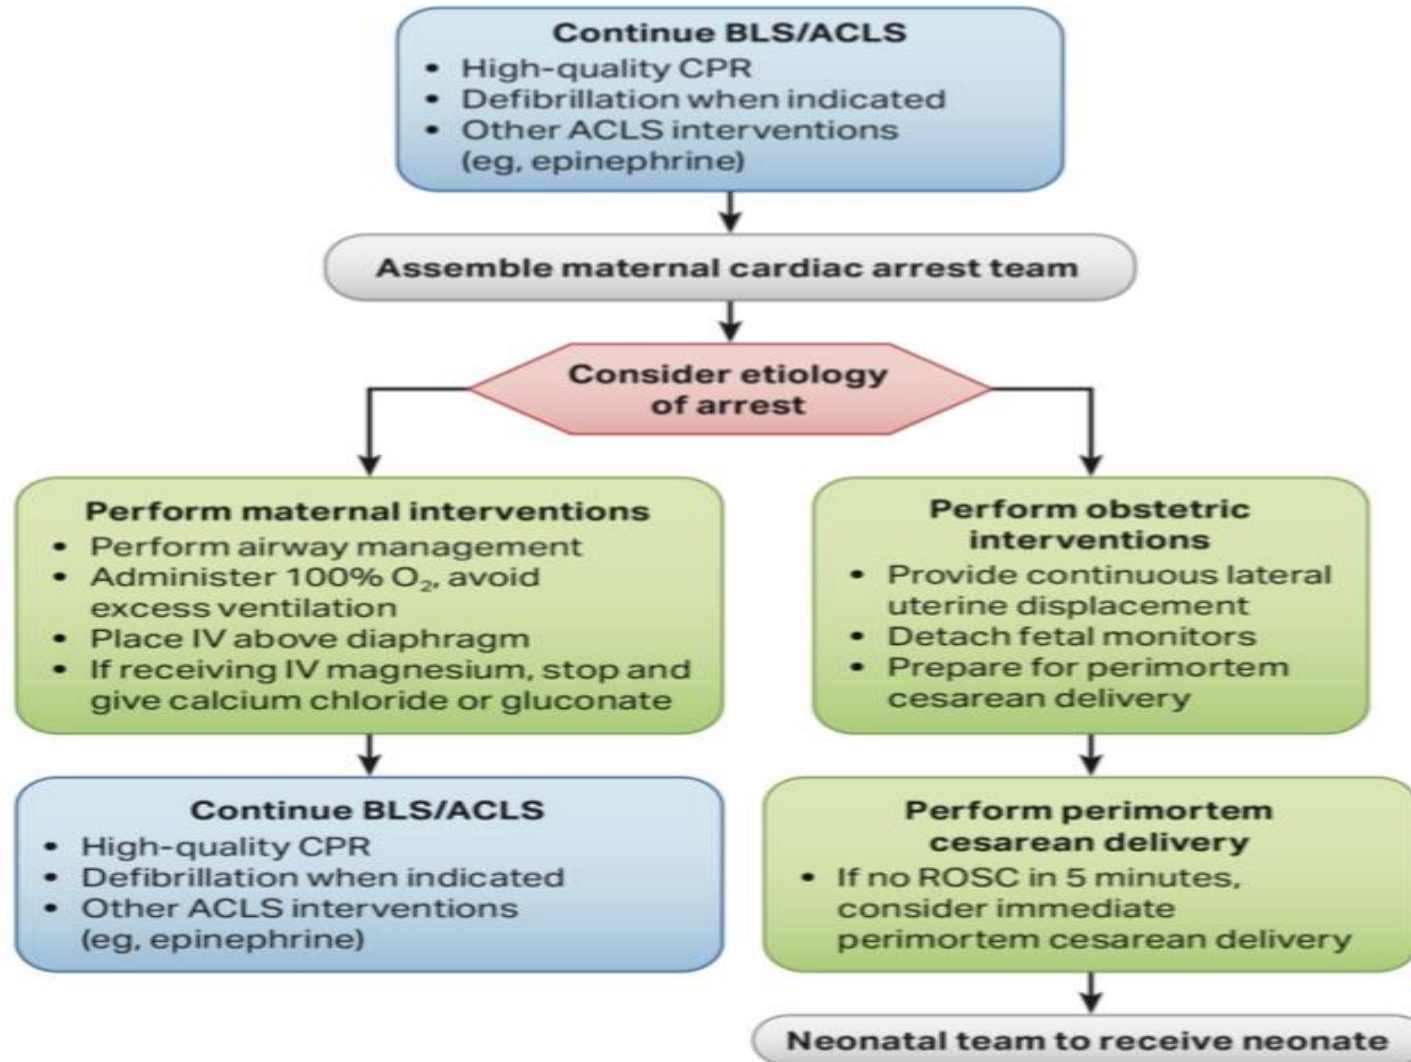 Continue BLS/ACLS
• High-quality CPR
• Defibrillation when indicated
• Other ACLS interventions
(eg, epinephrine)
Assemble maternal cardiac arrest team
Consider etiology
of arrest
Perform maternal interventions
• Perform airway management
• Administer 100% O₂, avoid
excess ventilation
• Place IV above diaphragm
• If receiving IV magnesium, stop and
give calcium chloride or gluconate
Continue BLS/ACLS
• High-quality CPR
• Defibrillation when indicated
• Other ACLS interventions
(eg, epinephrine)
Perform obstetric
interventions
• Provide continuous lateral
uterine displacement
• Detach fetal monitors
• Prepare for perimortem
cesarean delivery
Perform perimortem
cesarean delivery
• If no ROSC in 5 minutes,
consider immediate
perimortem cesarean delivery
Neonatal team to receive neonate